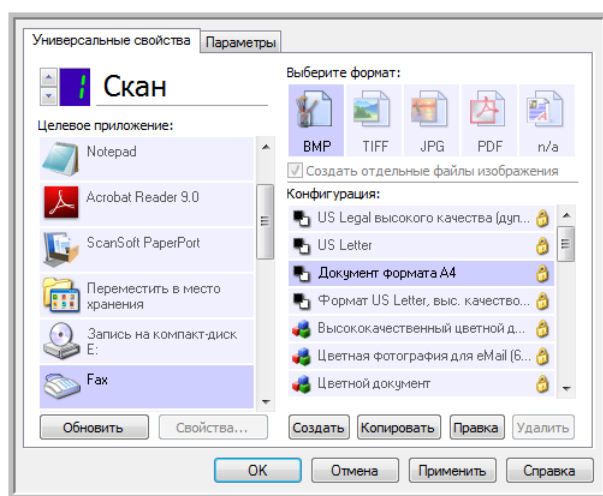 Универсальные свойства
Параметры
1
Скан
Целевое приложение:
Notepad
Acrobat Reader 9.0
ScanSoft PaperPort
Переместить в место
хранения
Запись на компакт-диск
E:
Fax
Обновить
Свойства...
Выберите формат:
BMP
TIFF
JPG
PDF
n/a
Создать отдельные файлы изображения
Конфигурация:
US Legal высокого качества (дуп...
US Letter
Документ формата A4
Формат US Letter, выс. качество...
Высококачественный цветной д...
Цветная фотография для eMail (6...
Цветной документ
Создать
Копировать
Правка
Удалить
OK
Отмена
Применить
Справка